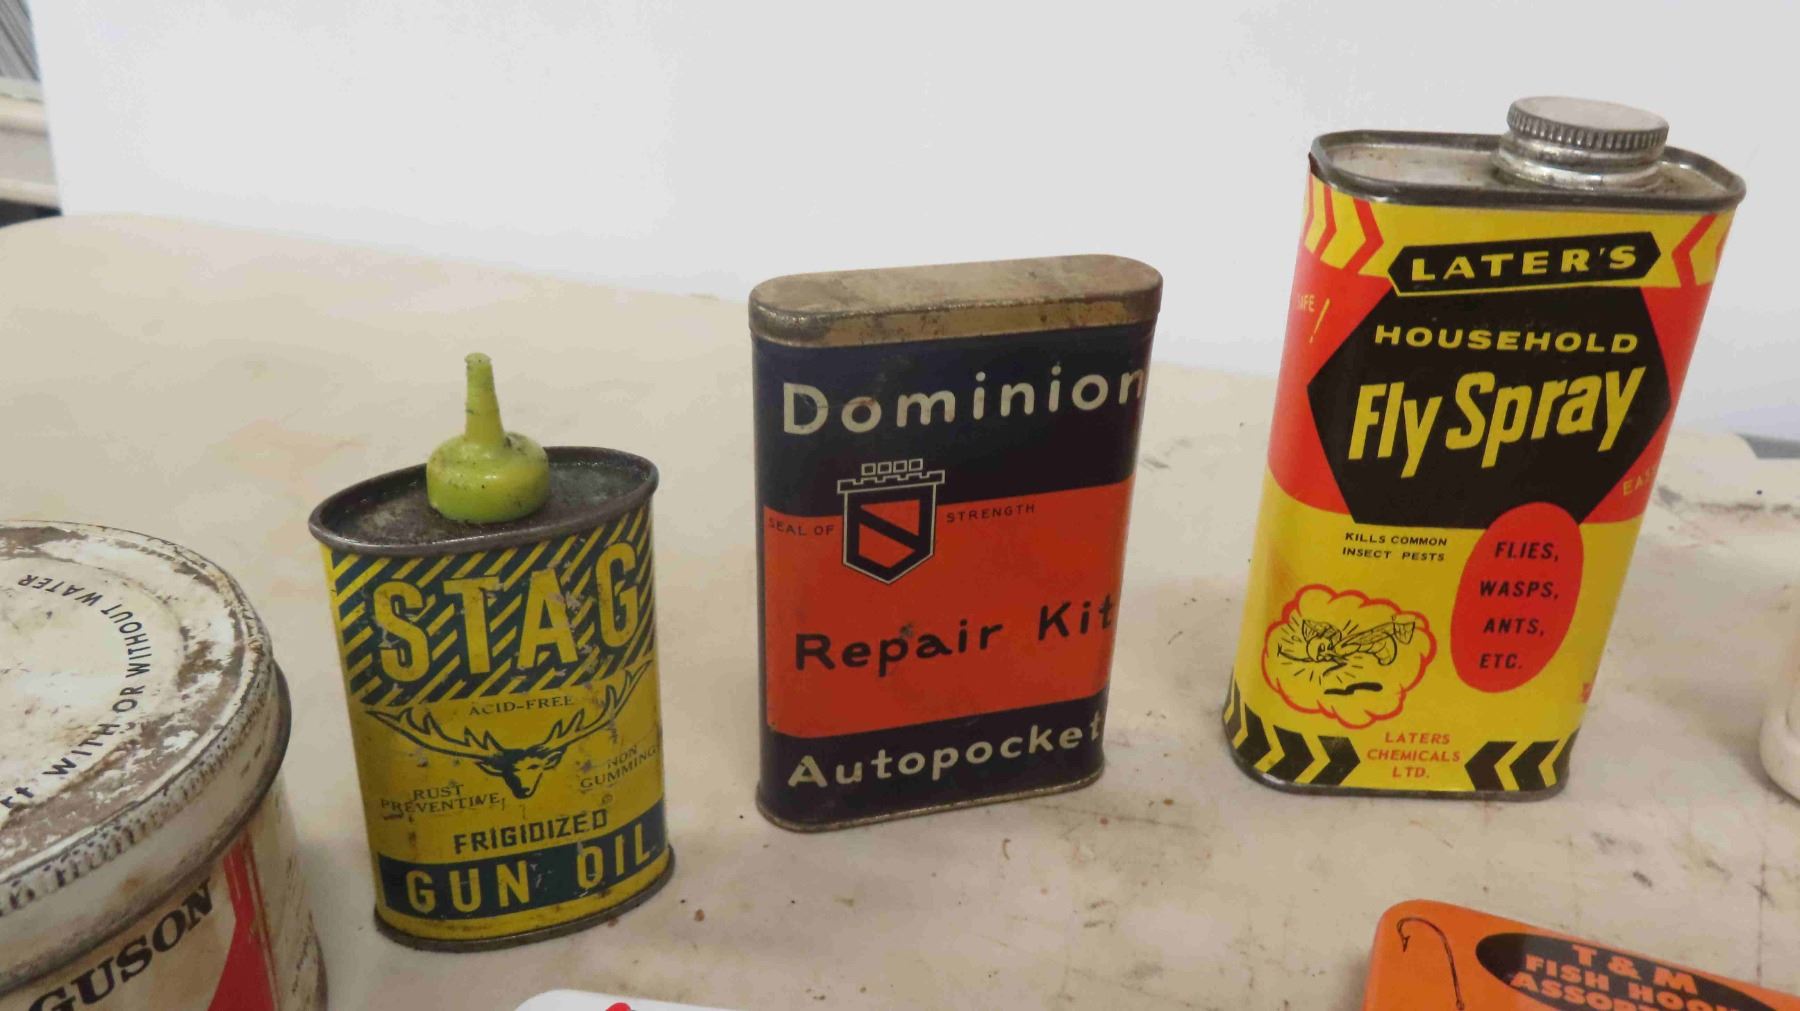 WITH OR WITHOUT WATER
GUSON
STAG
ACID-FREE
RUST
PREVENTIVE
NON
GUMMING
FRIGIDIZED
GUN OIL
Dominion
SEAL OF STRENGTH
Repair Kit
Autopocket
LATER'S
HOUSEHOLD
Fly Spray
KILLS COMMON
INSECT PESTS
FLIES,
WASPS,
ANTS,
ETC.
LATERS
CHEMICALS
LTD.
T & M
FISH HOOK